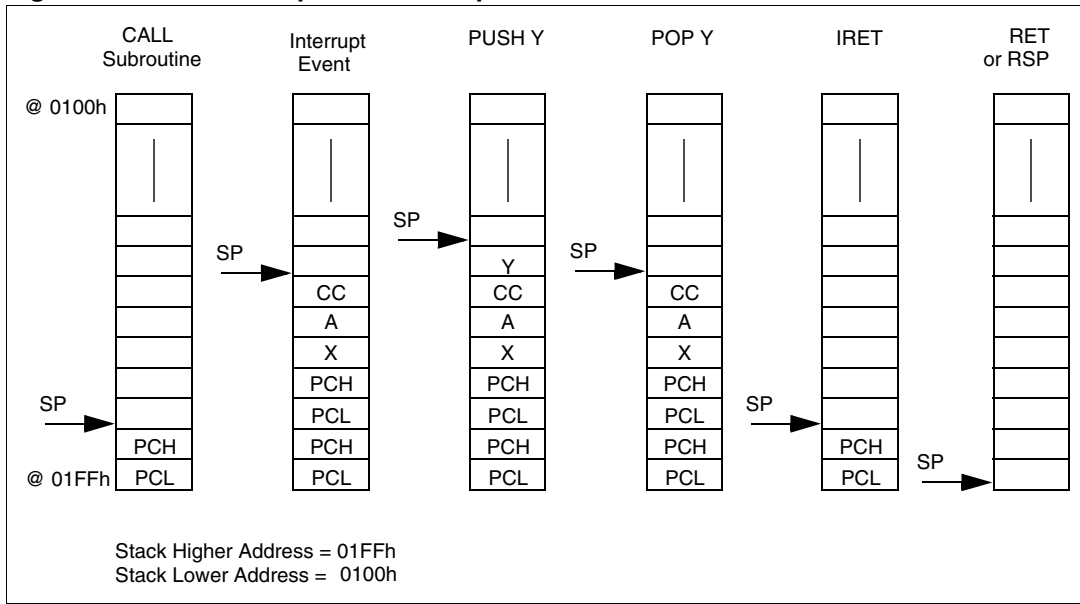 CALL
Subroutine
Interrupt
Event
PUSH Y
POP Y
IRET
RET
or RSP
@ 0100h
SP
SP
SP
Y
CC
CC
CC
A
A
A
X
X
X
PCH
PCH
PCH
SP
SP
PCL
PCL
PCL
PCH
PCH
PCH
PCH
PCH
SP
@ 01FFh
PCL
PCL
PCL
PCL
PCL
Stack Higher Address = 01FFh
Stack Lower Address = 0100h